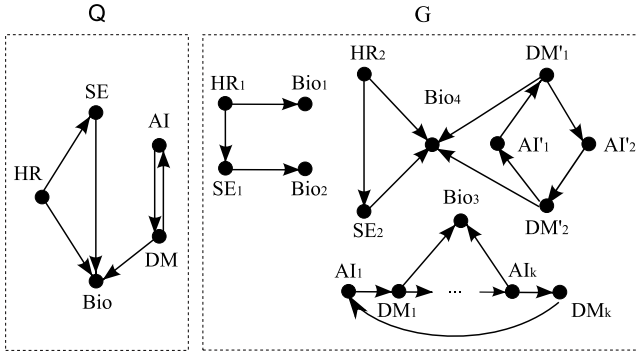 Q
G
SE
AI
HR
DM
Bio
HR1
Bio1
SE1
Bio2
HR2
Bio4
SE2
DM'1
AI'1
AI'2
DM'2
Bio3
AI1
DM1
...
AIk
DMk